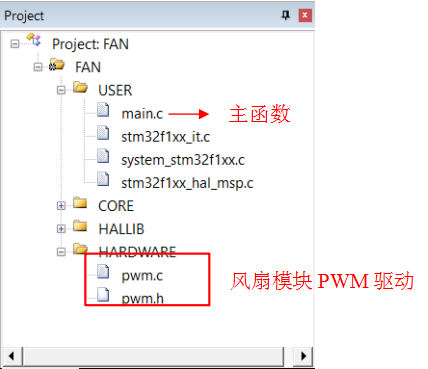 Project
Project: FAN
FAN
USER
main.c
主函数
stm32f1xx_it.c
system_stm32f1xx.c
stm32f1xx_hal_msp.c
CORE
HALLIB
HARDWARE
pwm.c
风扇模块 PWM 驱动
pwm.h